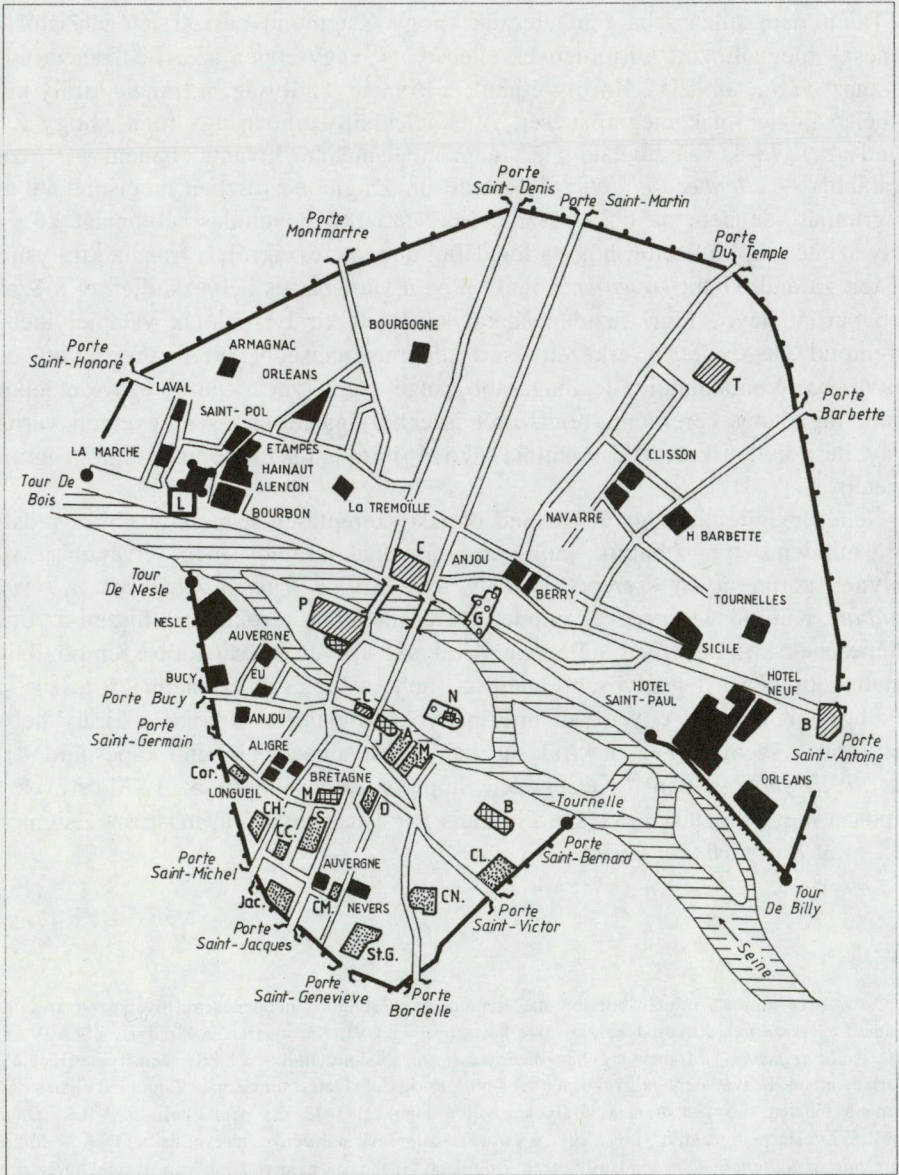 Porte
Saint-Denis
Porte Saint-Martin
Porte
Montmartre
Porte
Du Temple
Porte
Saint-Honoré
ARMAGNAC
BOURGOGNE
ORLEANS
T
Porte
Barbette
LAVAL
SAINT-POL
LA MARCHE
ETAMPES
HAINAUT
ALENCON
CLISSON
Tour De
Bois
L
BOURBON
La TREMOÏLLE
NAVARRE
H BARBETTE
C
ANJOU
BERRY
TOURNELLES
Tour
De Nesle
NESLE
P
G
SICILE
AUVERGNE
EU
BUCY
Porte Bucy
HOTEL
SAINT-PAUL
HOTEL
NEUF
C
N
ANJOU
J
A
M
B
Porte
Saint-Antoine
Porte
Saint-Germain
ALIGRE
BRETAGNE
Cor.
LONGUEIL
M
D
B
Tournelle
ORLEANS
CH.
S.
CC.
Porte
Saint-Bernard
Porte
Saint-Michel
AUVERGNE
CL.
Jac.
CM.
NEVERS
CN.
Porte
Saint-Victor
Tour
De Billy
Porte
Saint-Jacques
St.G.
Seine
Porte
Saint-Genevieve
Porte
Bordelle